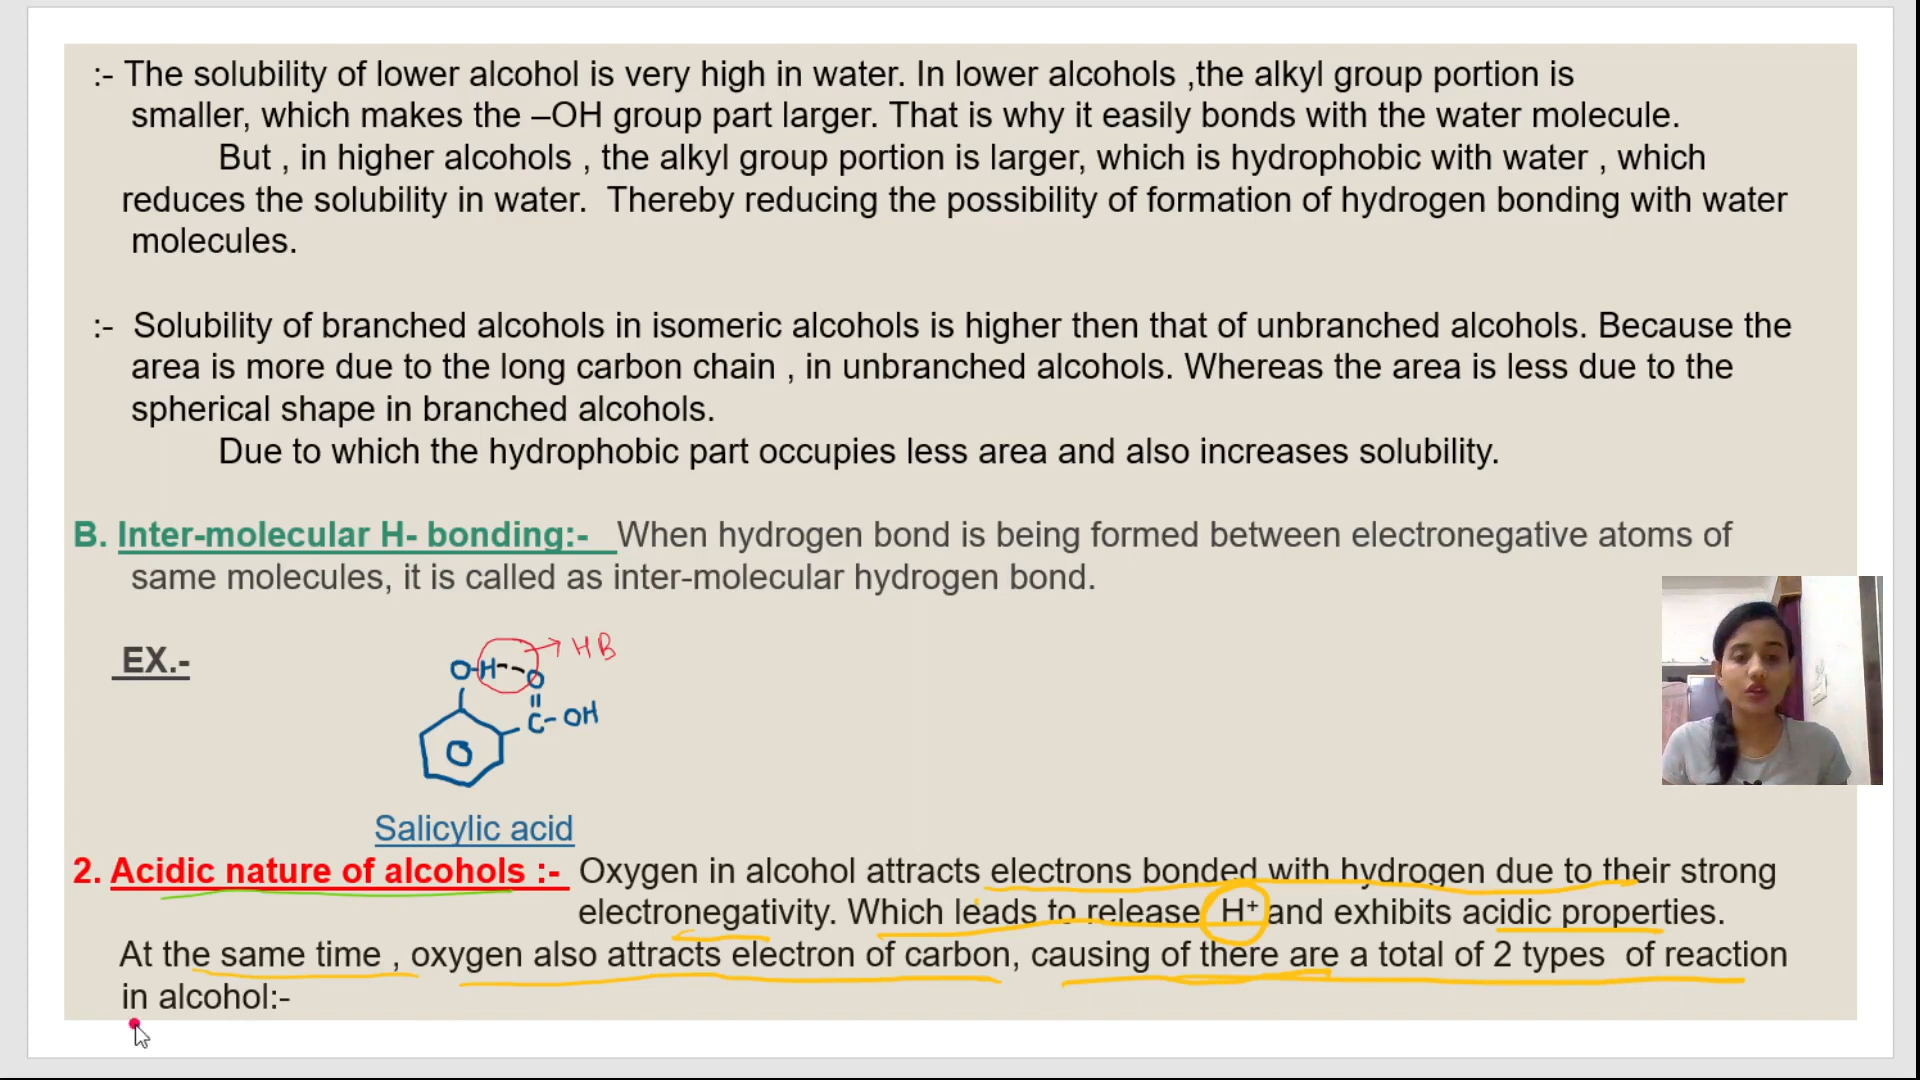 :- The solubility of lower alcohol is very high in water. In lower alcohols ,the alkyl group portion is
smaller, which makes the –OH group part larger. That is why it easily bonds with the water molecule.
But , in higher alcohols , the alkyl group portion is larger, which is hydrophobic with water , which
reduces the solubility in water. Thereby reducing the possibility of formation of hydrogen bonding with water
molecules.
:- Solubility of branched alcohols in isomeric alcohols is higher then that of unbranched alcohols. Because the
area is more due to the long carbon chain , in unbranched alcohols. Whereas the area is less due to the
spherical shape in branched alcohols.
Due to which the hydrophobic part occupies less area and also increases solubility.
B. Inter-molecular H- bonding:- When hydrogen bond is being formed between electronegative atoms of
same molecules, it is called as inter-molecular hydrogen bond.
EX.-
→ HB
O-H--O
C-OH
Salicylic acid
2. Acidic nature of alcohols :- Oxygen in alcohol attracts electrons bonded with hydrogen due to their strong
electronegativity. Which leads to release H⁺ and exhibits acidic properties.
At the same time , oxygen also attracts electron of carbon, causing of there are a total of 2 types of reaction
in alcohol:-